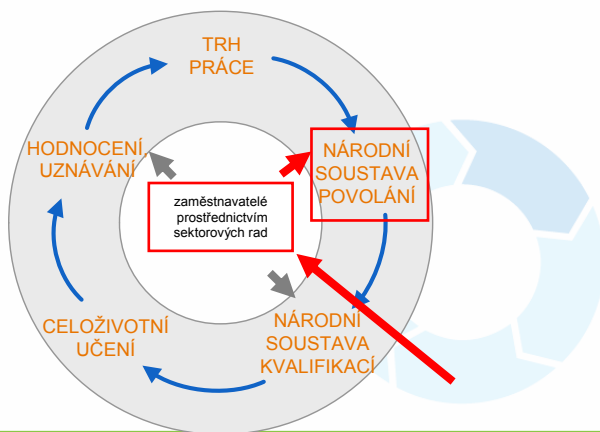 TRH
PRÁCE
HODNOCENÍ,
UZNÁVÁNÍ
NÁRODNÍ
SOUSTAVA
POVOLÁNÍ
zaměstnavatelé
prostřednictvím
sektorových rad
CELOŽIVOTNÍ
UČENÍ
NÁRODNÍ
SOUSTAVA
KVALIFIKACÍ